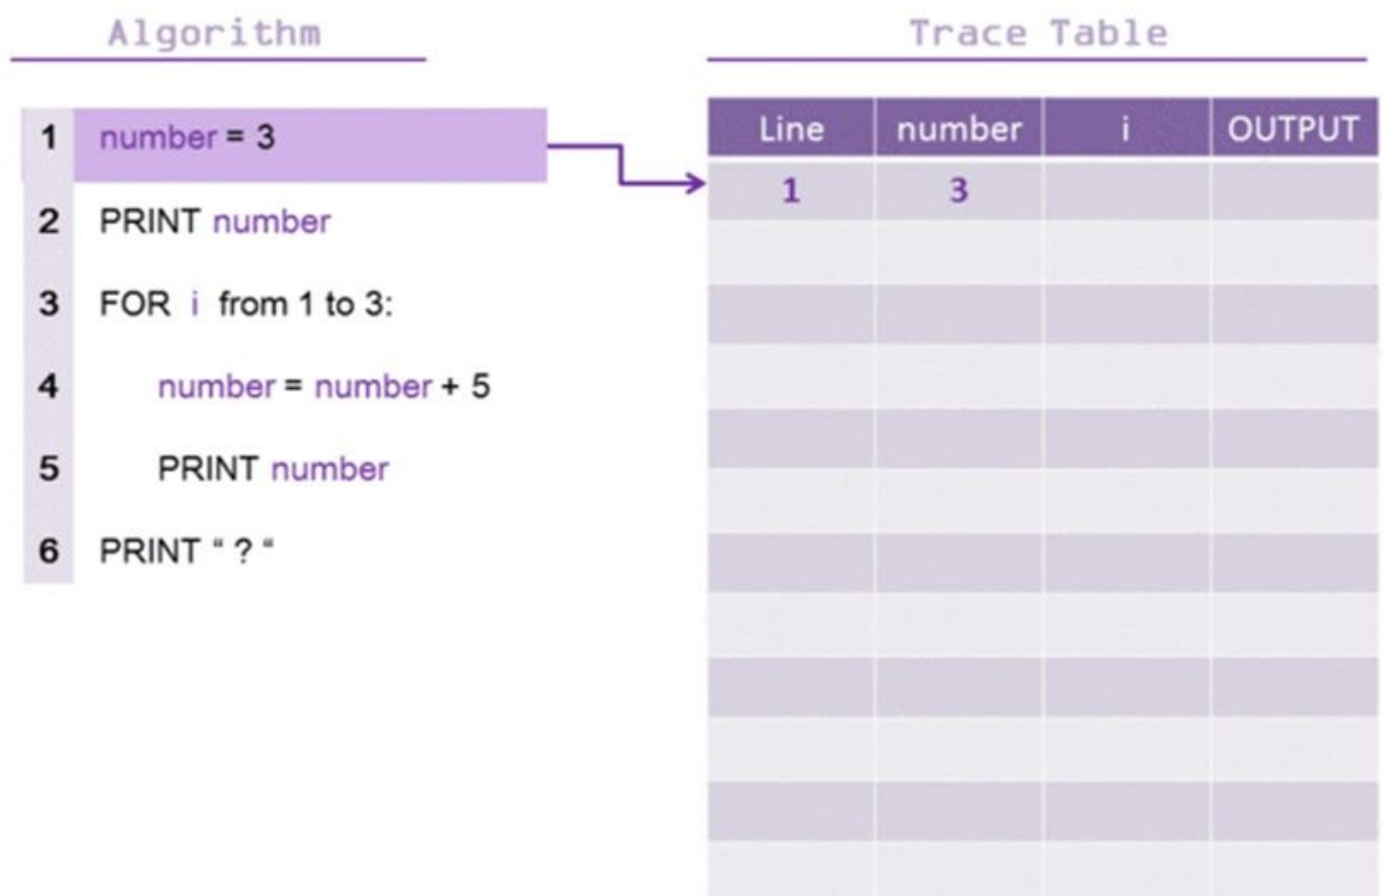 Algorithm
1 number = 3
2 PRINT number
3 FOR i from 1 to 3:
4 number = number + 5
5 PRINT number
6 PRINT “ ? “
Trace Table
Line number i OUTPUT
1 3